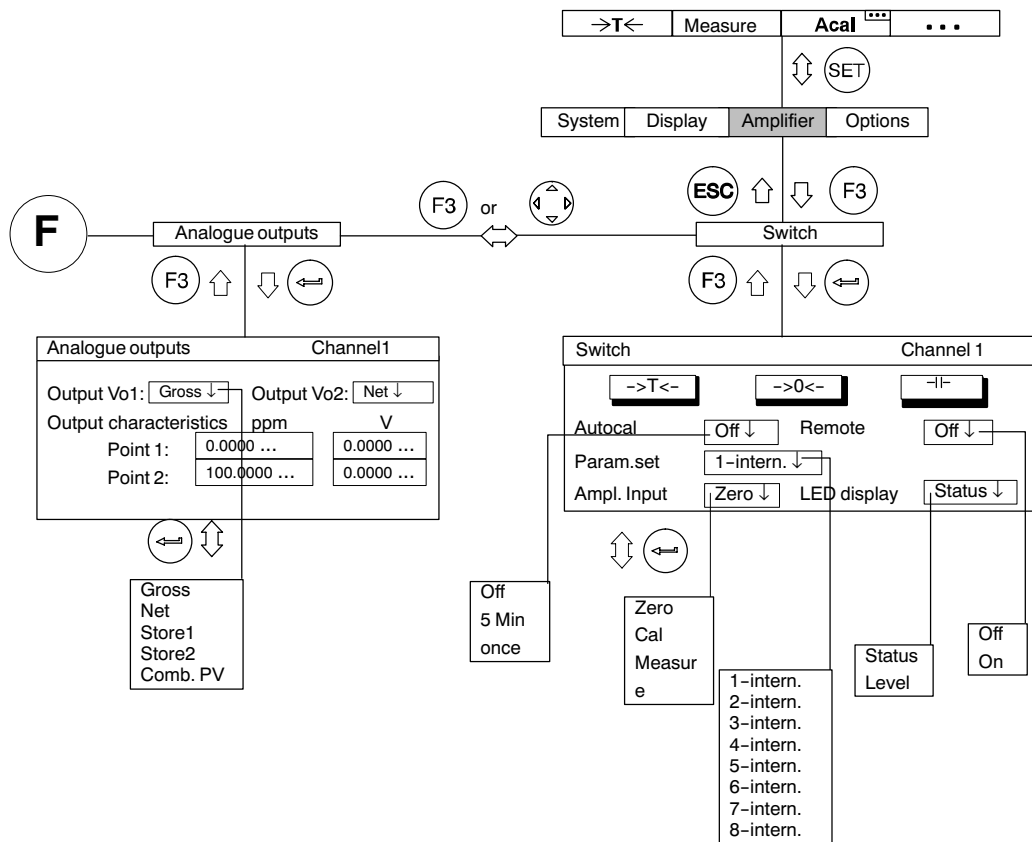 →T← Measure Acal ••• • • •
SET
System Display Amplifier Options
ESC F3
F3 or
F Analogue outputs Switch
F3 F3
Analogue outputs Channel1
Output Vo1: Gross ↓ Output Vo2: Net ↓
Output characteristics ppm V
Point 1: 0.0000 ... 0.0000 ...
Point 2: 100.0000 ... 0.0000 ...
Gross
Net
Store1
Store2
Comb. PV
Switch Channel 1
–>T<– –>0<– ⊣⊢
Autocal Off ↓ Remote Off ↓
Param.set 1–intern. ↓
Ampl. Input Zero ↓ LED display Status ↓
Off
5 Min
once
Zero
Cal
Measur
e
1–intern.
2–intern.
3–intern.
4–intern.
5–intern.
6–intern.
7–intern.
8–intern.
Status
Level
Off
On